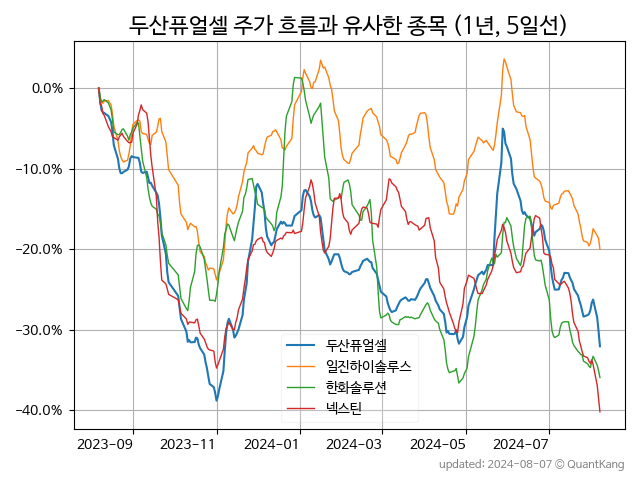 두산퓨얼셀 주가 흐름과 유사한 종목 (1년, 5일선)
0.0%
-10.0%
-20.0%
-30.0%
-40.0%
두산퓨얼셀
일진하이솔루스
한화솔루션
넥스틴
2023-09 2023-11 2024-01 2024-03 2024-05 2024-07
updated: 2024-08-07 © QuantKang